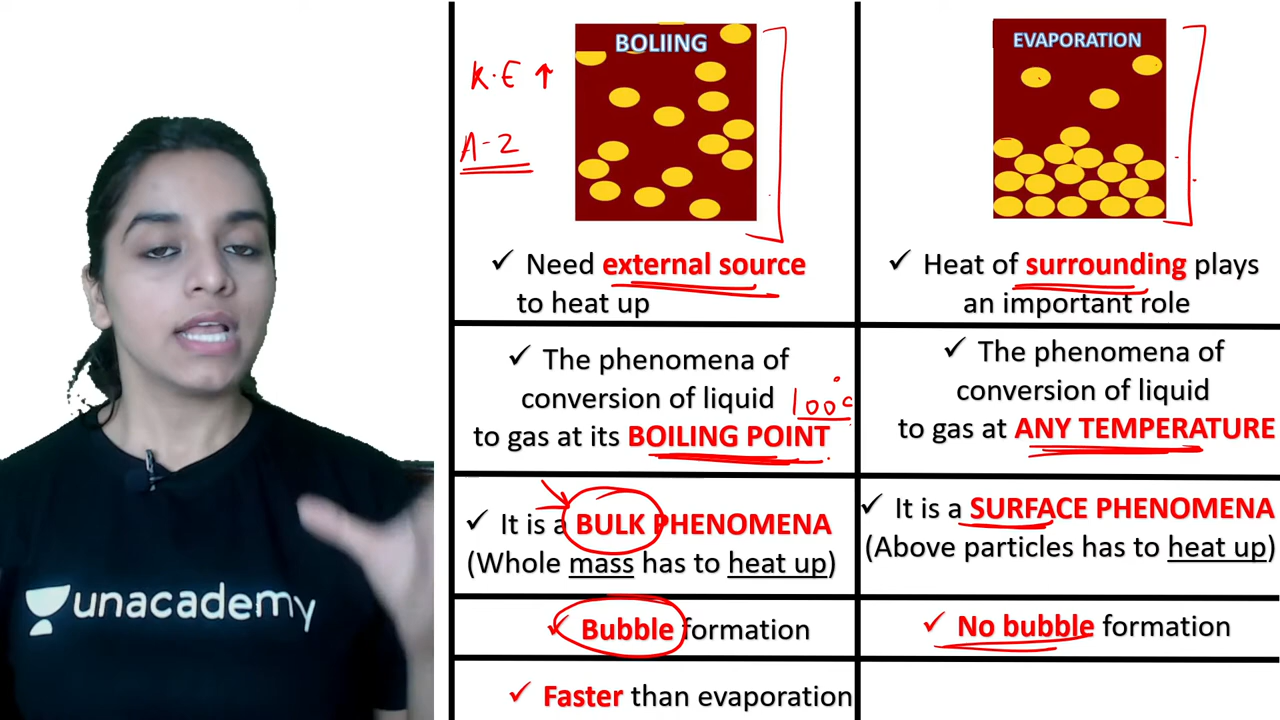 BOLIING
K.E ↑
A-Z
✓ Need external source
to heat up
EVAPORATION
✓ Heat of surrounding plays
an important role
✓ The phenomena of
conversion of liquid
100°c
to gas at its BOILING POINT
✓ The phenomena of
conversion of liquid
to gas at ANY TEMPERATURE
✓ It is a BULK PHENOMENA
(Whole mass has to heat up)
✓ It is a SURFACE PHENOMENA
(Above particles has to heat up)
✓ Bubble formation
✓ No bubble formation
✓ Faster than evaporation
unacademy